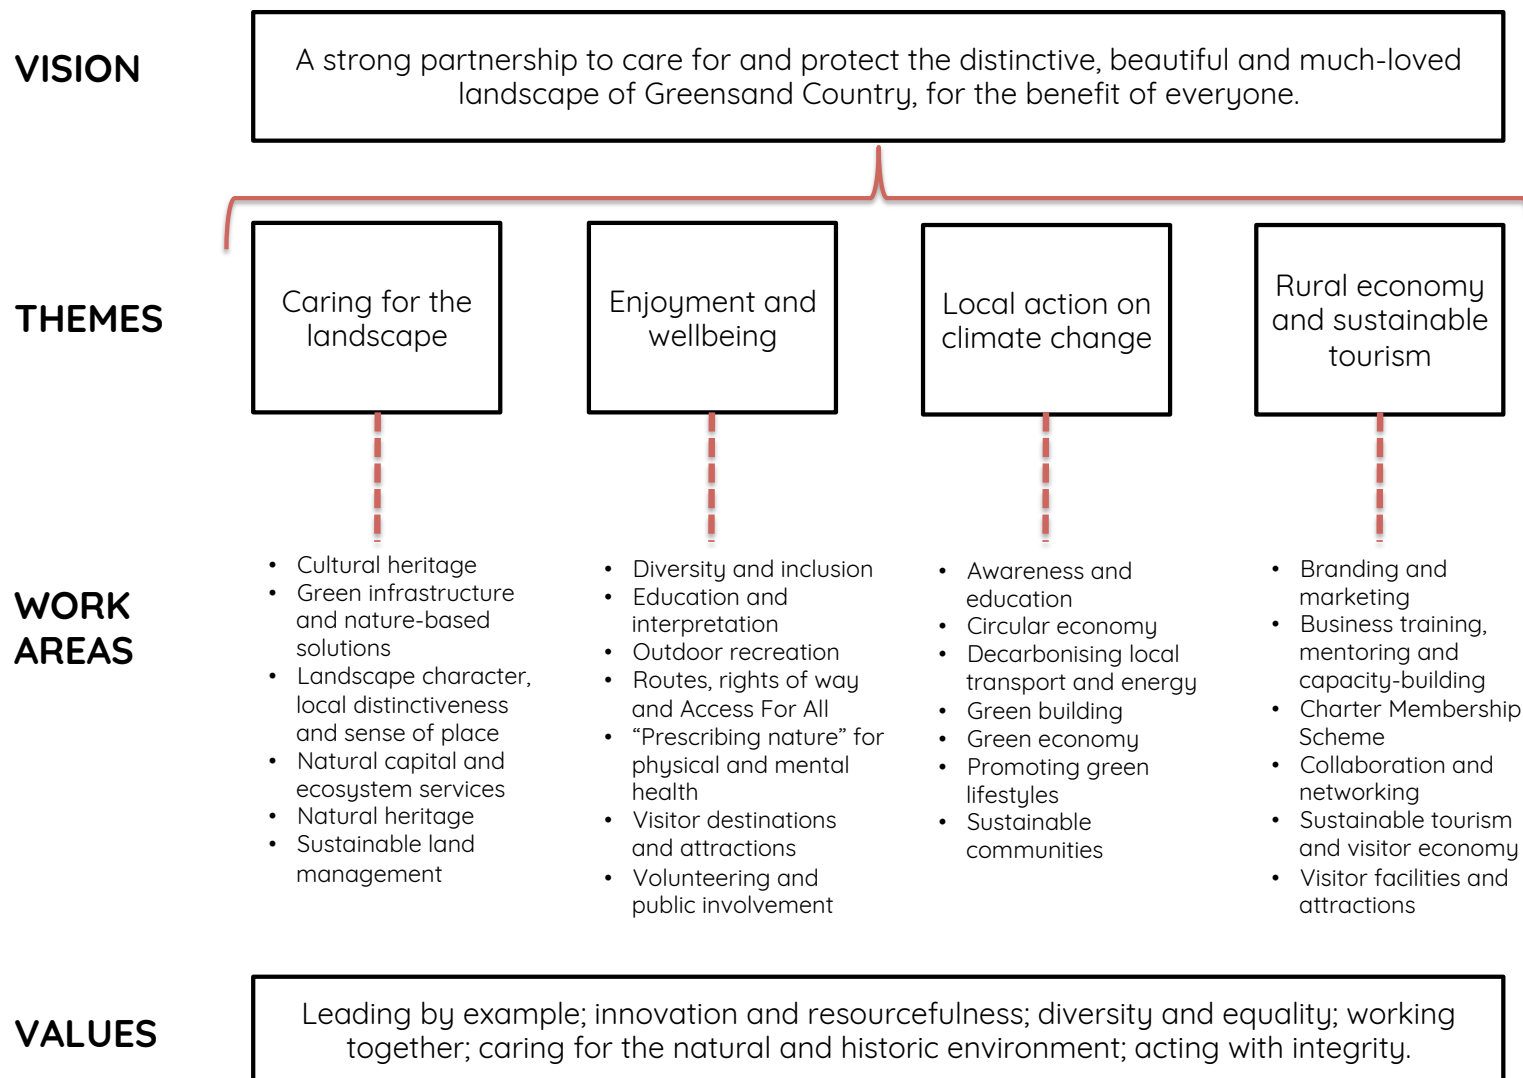 VISION
A strong partnership to care for and protect the distinctive, beautiful and much-loved
landscape of Greensand Country, for the benefit of everyone.
THEMES
Caring for the
landscape
Enjoyment and
wellbeing
Local action on
climate change
Rural economy
and sustainable
tourism
WORK
AREAS
• Cultural heritage
• Green infrastructure
and nature-based
solutions
• Landscape character,
local distinctiveness
and sense of place
• Natural capital and
ecosystem services
• Natural heritage
• Sustainable land
management
• Diversity and inclusion
• Education and
interpretation
• Outdoor recreation
• Routes, rights of way
and Access For All
• “Prescribing nature” for
physical and mental
health
• Visitor destinations
and attractions
• Volunteering and
public involvement
• Awareness and
education
• Circular economy
• Decarbonising local
transport and energy
• Green building
• Green economy
• Promoting green
lifestyles
• Sustainable
communities
• Branding and
marketing
• Business training,
mentoring and
capacity-building
• Charter Membership
Scheme
• Collaboration and
networking
• Sustainable tourism
and visitor economy
• Visitor facilities and
attractions
VALUES
Leading by example; innovation and resourcefulness; diversity and equality; working
together; caring for the natural and historic environment; acting with integrity.